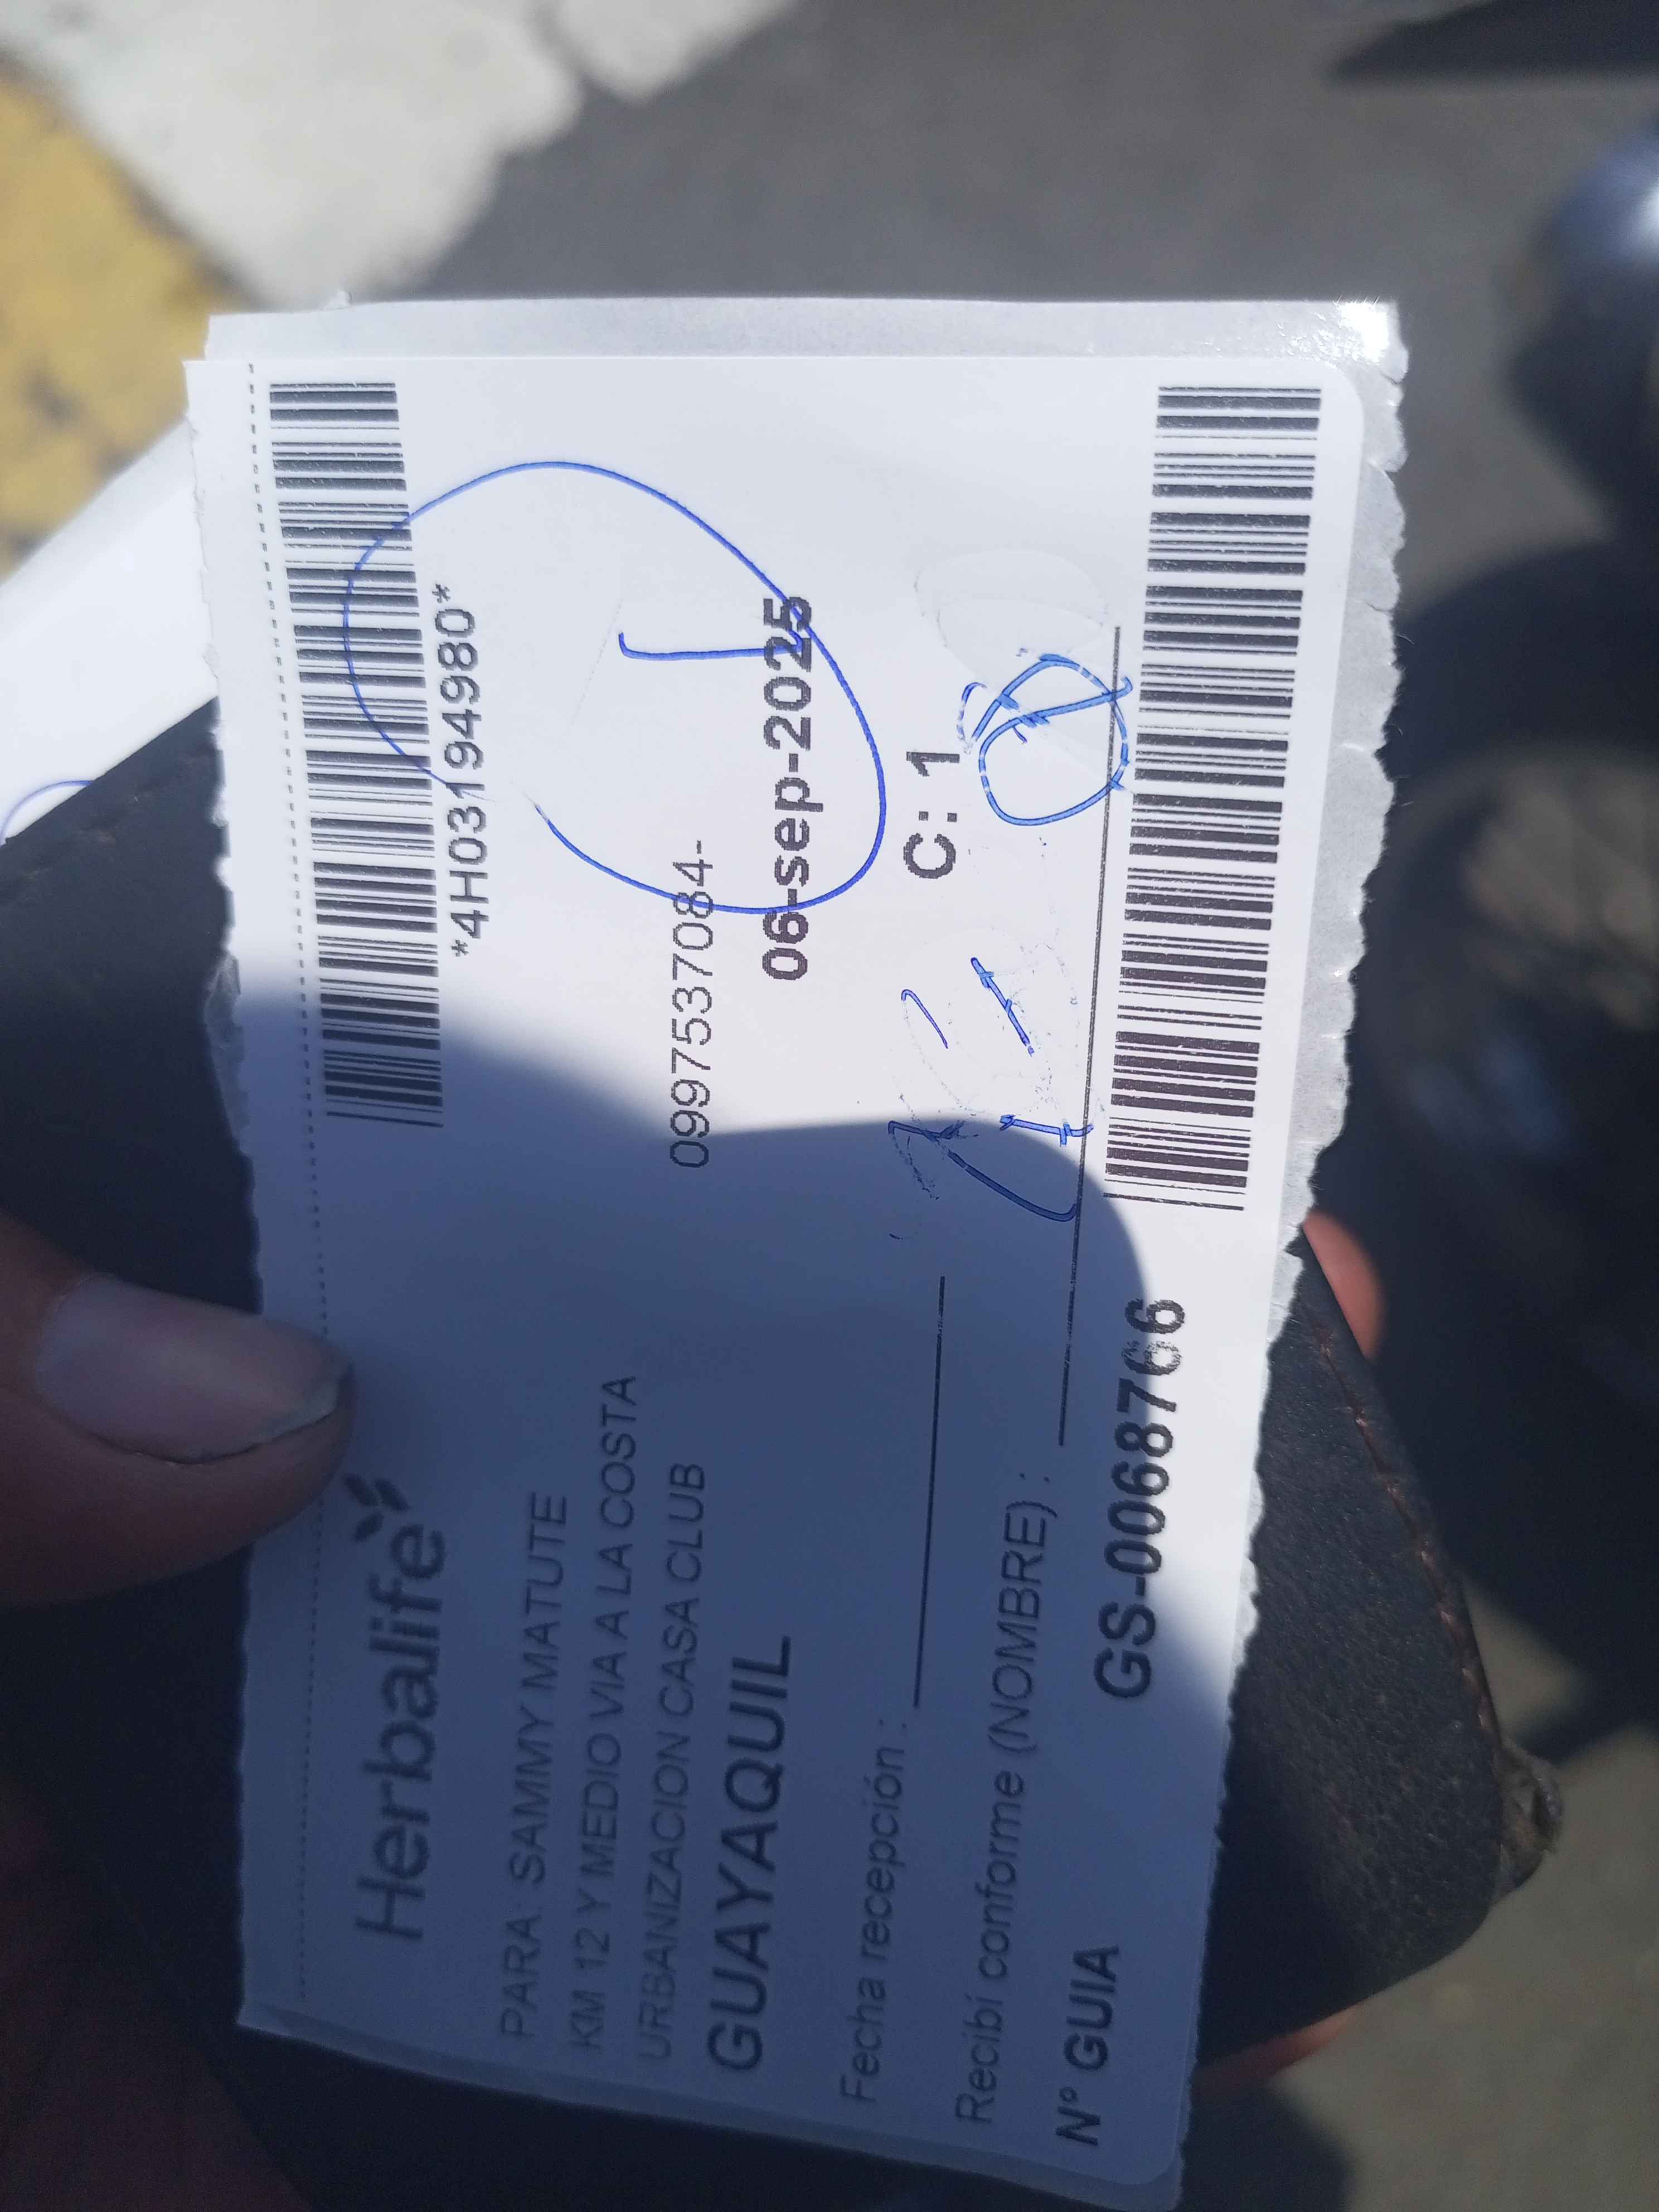 Herbalife
*4H03194980*
PARA: SAMMY MATUTE
KM 12 Y MEDIO VIA A LA COSTA
URBANIZACION CASA CLUB
0997537084-
GUAYAQUIL
06-sep-2025
Fecha recepción :
C: 1
Recibí conforme (NOMBRE) :
N° GUIA
GS-0068766